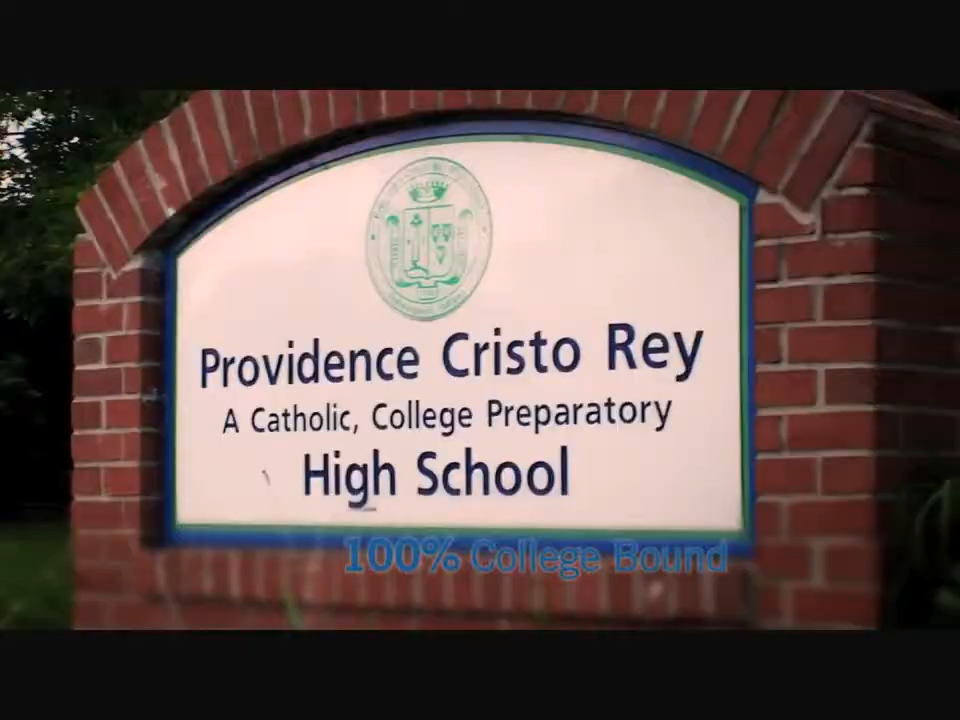 Providence Cristo Rey
A Catholic, College Preparatory
High School
100% College Bound